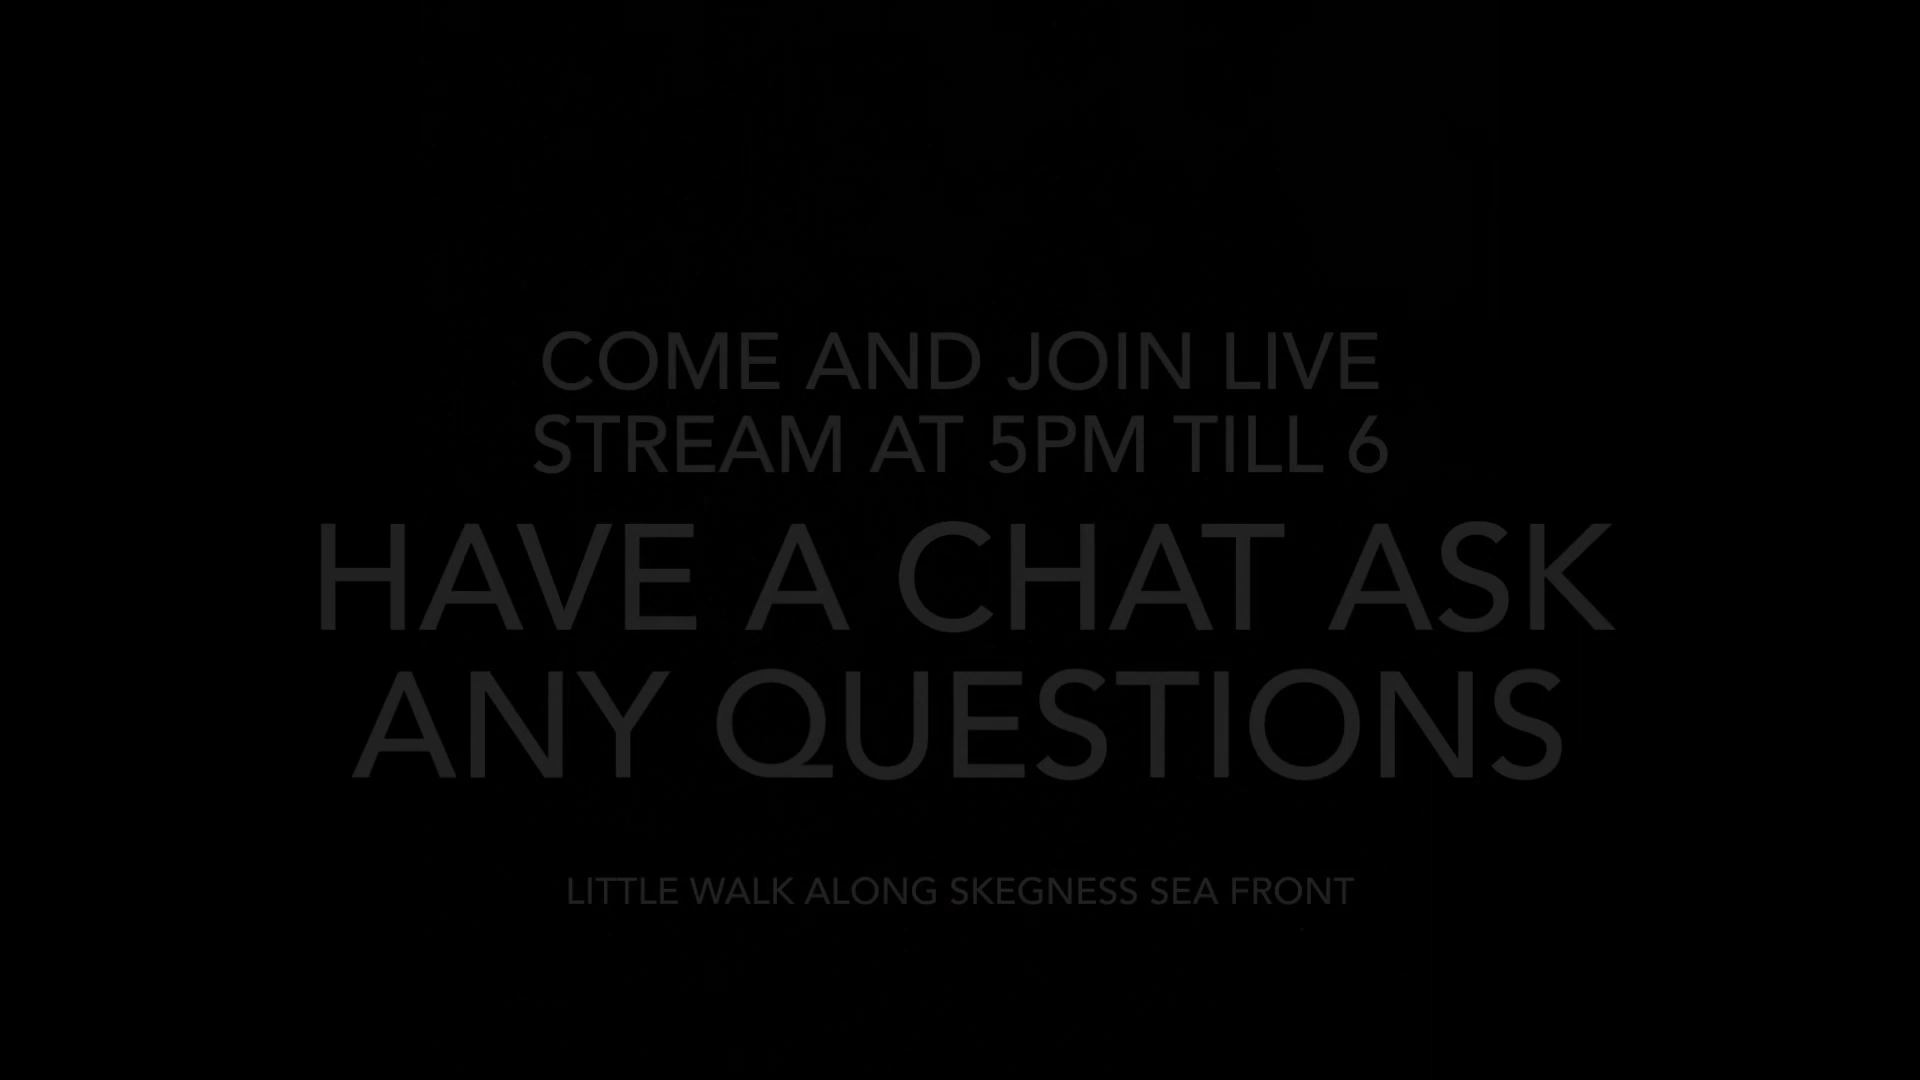 COME AND JOIN LIVE
STREAM AT 5PM TILL 6
HAVE A CHAT ASK
ANY QUESTIONS
LITTLE WALK ALONG SKEGNESS SEA FRONT